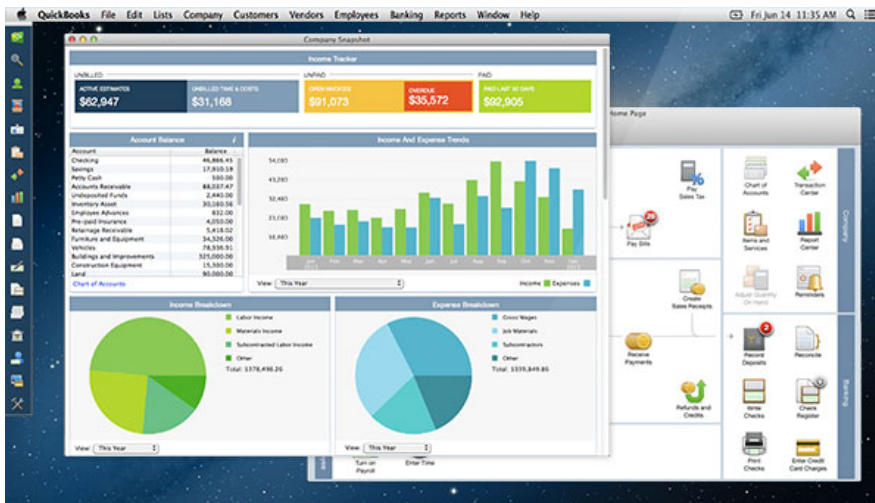 QuickBooks File Edit Lists Company Customers Vendors Employees Banking Reports Window Help
Fri Jun 14 11:35 AM
Company Snapshot
Income Tracker
UNBILLED
UNPAID
PAID
ACTIVE ESTIMATES
$62,947
UNBILLED TIME & COSTS
$31,168
OPEN INVOICES
$91,073
OVERDUE
$35,572
PAID LAST 30 DAYS
$92,905
Account Balance
Account Balance
Checking 46,866.45
Savings 17,910.19
Petty Cash 500.00
Accounts Receivable 88,037.47
Undeposited Funds 2,440.00
Inventory Asset 30,160.56
Employee Advances 832.00
Pre-paid Insurance 4,050.00
Retainage Receivable 5,418.02
Furniture and Equipment 34,326.00
Vehicles 78,936.91
Buildings and Improvements 325,000.00
Construction Equipment 15,300.00
Land 90,000.00
Chart of Accounts
Income And Expense Trends
View: This Year
Income Expenses
Income Breakdown
Labor Income
Materials Income
Subcontracted Labor Income
Other
View: This Year
Expense Breakdown
Gross Wages
Job Materials
Subcontractors
Other
View: This Year
Home Page
Pay
Sales Tax
Pay Bills
Create
Sales Receipts
Receive
Payments
Refunds and
Credits
Turn on
Payroll
Enter Time
Chart of
Accounts
Transaction
Center
Items and
Services
Report
Center
Adjust Quantity
On Hand
Reminders
Company
2
Record
Deposits
Reconcile
Write
Checks
Check
Register
Print
Checks
Enter Credit
Card Charges
Banking